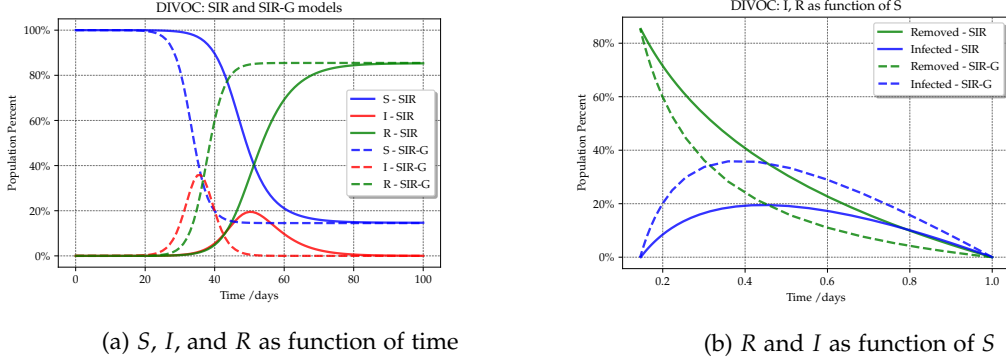 DIVOC: SIR and SIR-G models
100%
80%
60%
40%
20%
0%
Population Percent
S - SIR
I - SIR
R - SIR
S - SIR-G
I - SIR-G
R - SIR-G
0 20 40 60 80 100
Time /days
(a) S, I, and R as function of time
DIVOC: I, R as function of S
80%
60%
40%
20%
0%
Population Percent
Removed - SIR
Infected - SIR
Removed - SIR-G
Infected - SIR-G
0.2 0.4 0.6 0.8 1.0
Time /days
(b) R and I as function of S